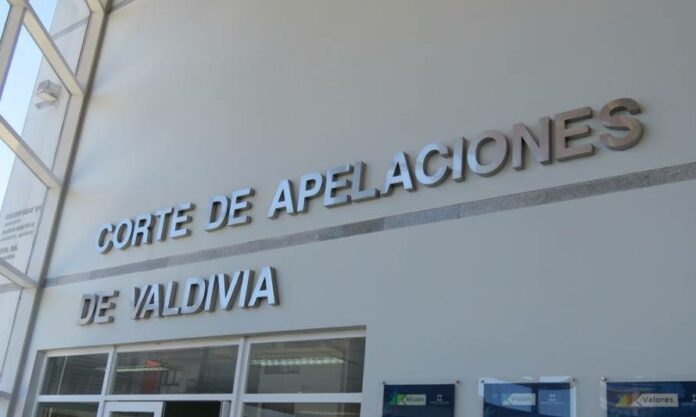 CORTE DE APELACIONES
DE VALDIVIA
Misión
Visión
Valores